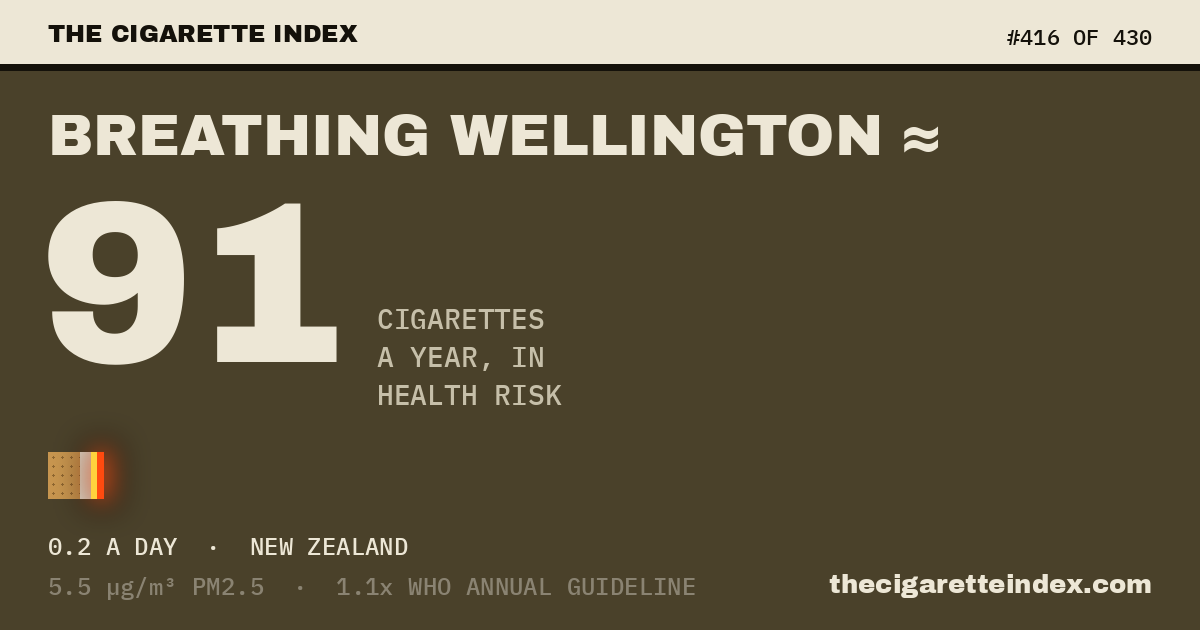 THE CIGARETTE INDEX
#416 OF 430
BREATHING WELLINGTON ≈
91
CIGARETTES
A YEAR, IN
HEALTH RISK
0.2 A DAY · NEW ZEALAND
5.5 µg/m³ PM2.5 · 1.1x WHO ANNUAL GUIDELINE
thecigaretteindex.com